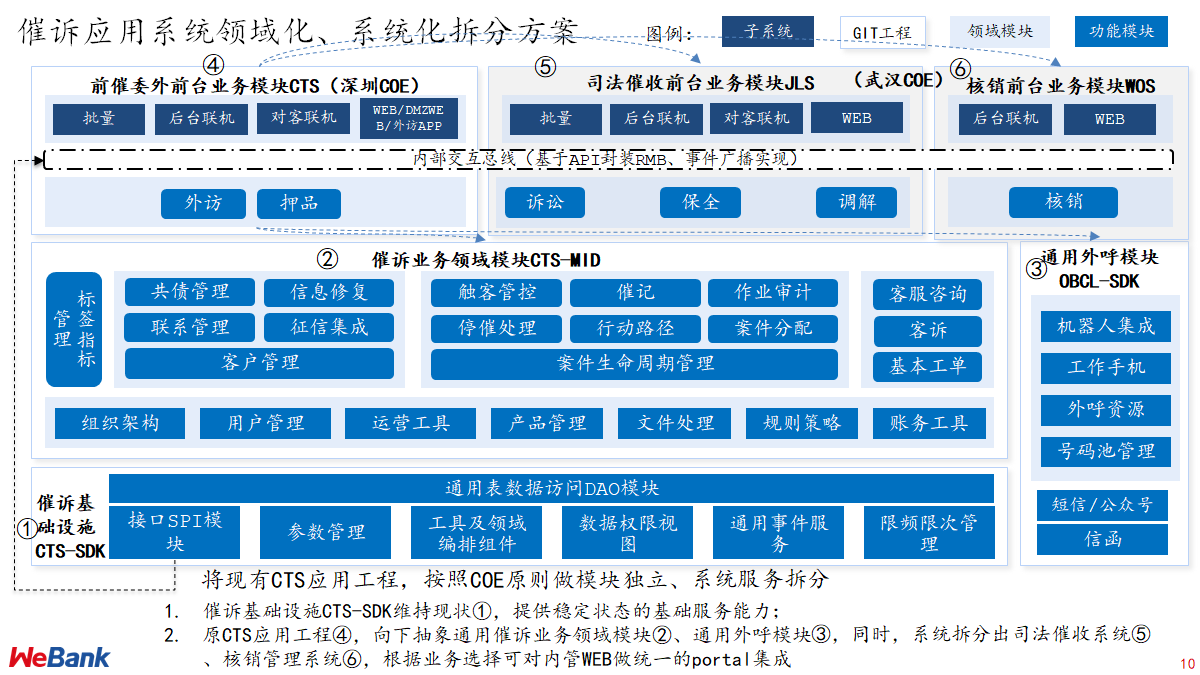 催诉应用系统领域化、系统化拆分方案
图例：
子系统
GIT工程
领域模块
功能模块
④
前催委外前台业务模块CTS（深圳COE）
批量
后台联机
对客联机
WEB/DMZWE
B/外访APP
⑤
司法催收前台业务模块JLS
（武汉COE）
批量
后台联机
对客联机
WEB
⑥
核销前台业务模块WOS
后台联机
WEB
内部交互总线（基于API封装RMB、事件广播实现）
外访
押品
诉讼
保全
调解
核销
②
催诉业务领域模块CTS-MID
标签指标
管理
共债管理
信息修复
联系管理
征信集成
客户管理
触客管控
催记
作业审计
停催处理
行动路径
案件分配
案件生命周期管理
客服咨询
客诉
基本工单
组织架构
用户管理
运营工具
产品管理
文件处理
规则策略
账务工具
③
通用外呼模块
OBCL-SDK
机器人集成
工作手机
外呼资源
号码池管理
短信/公众号
信函
①
催诉基
础设施
CTS-SDK
通用表数据访问DAO模块
接口SPI模
块
参数管理
工具及领域
编排组件
数据权限视
图
通用事件服
务
限频限次管
理
将现有CTS应用工程，按照COE原则做模块独立、系统服务拆分
1. 催诉基础设施CTS-SDK维持现状①，提供稳定状态的基础服务能力；
2. 原CTS应用工程④，向下抽象通用催诉业务领域模块②、通用外呼模块③，同时，系统拆分出司法催收系统⑤
、核销管理系统⑥，根据业务选择可对内管WEB做统一的portal集成
WeBank
10